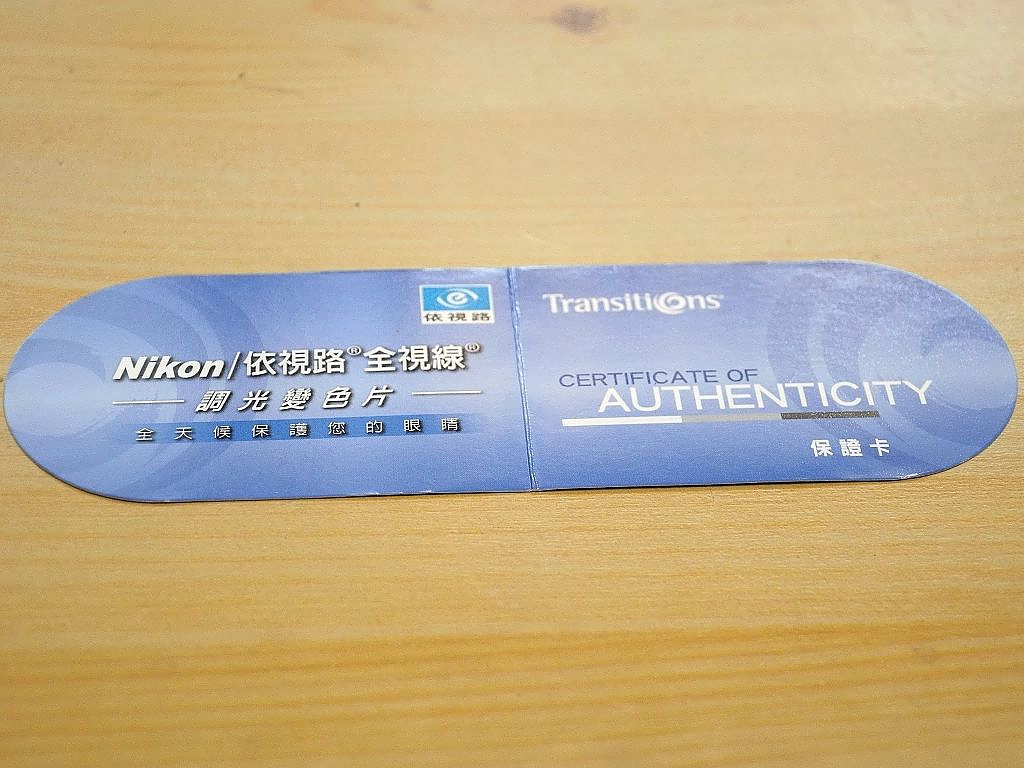 依視路
Nikon/依視路®全視線®
調光變色片
全天候保護您的眼睛
Transitions®
CERTIFICATE OF
AUTHENTICITY
保證卡